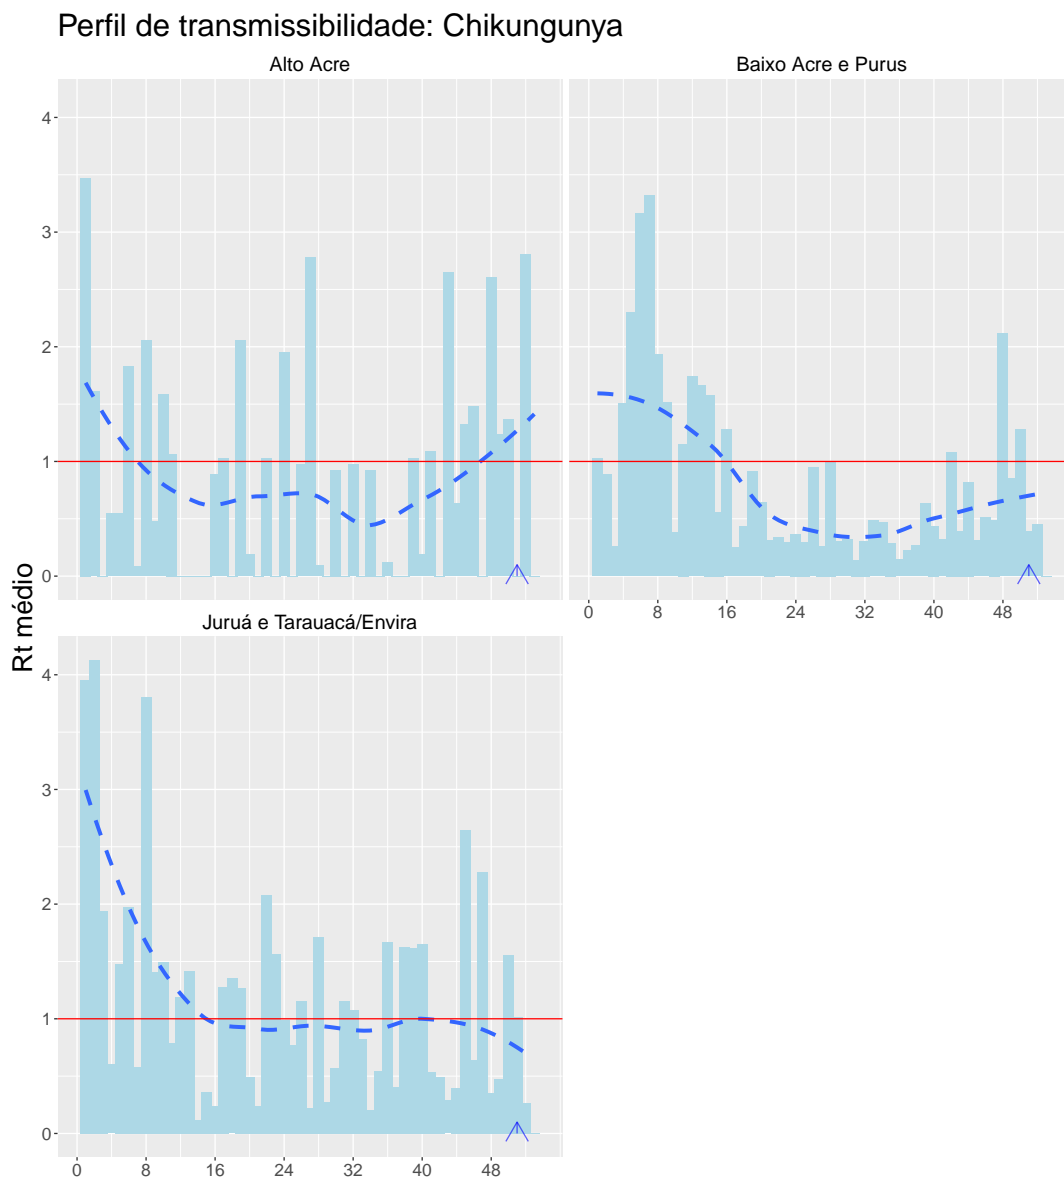 Perfil de transmissibilidade: Chikungunya
Alto Acre
Baixo Acre e Purus
4
3
2
1
0
0 8 16 24 32 40 48
Rt médio
Juruá e Tarauacá/Envira
4
3
2
1
0
0 8 16 24 32 40 48